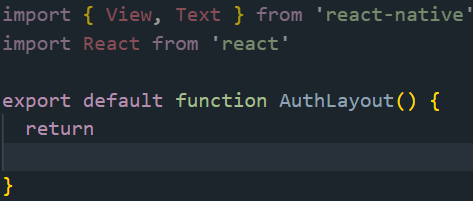 import { View, Text } from 'react-native'
import React from 'react'
export default function AuthLayout() {
return
}